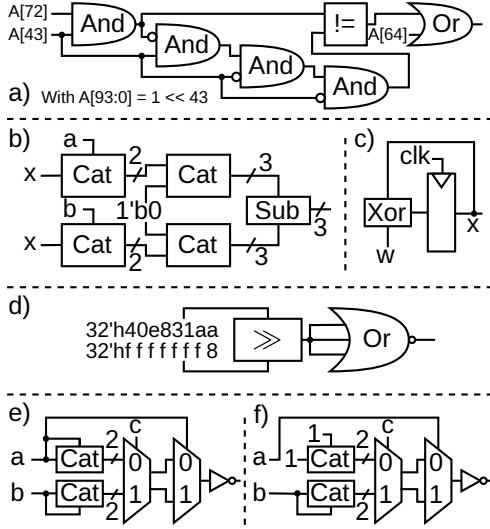 A[72]
And
!=
Or
A[43]
And
A[64]
And
And
a) With A[93:0] = 1 << 43
b)
a
2
3
x
Cat
Cat
b
1'b0
Sub
3
x
Cat
Cat
2
3
c)
clk
Xor
x
w
d)
32'h40e831aa
32'hf f f f f f f 8
>>
Or
e)
c
2
a
Cat
0
0
b
Cat
1
1
2
f)
1
c
2
a
1
Cat
0
0
b
Cat
1
1
2